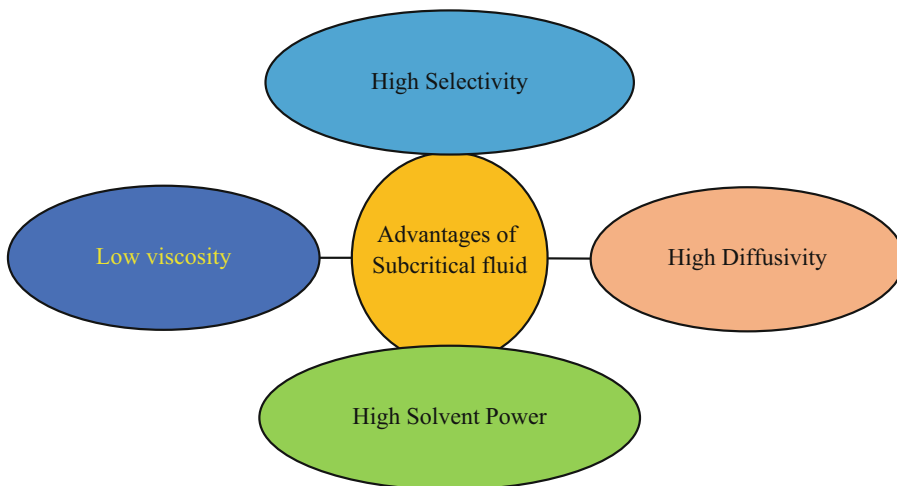 High Selectivity
Low viscosity
Advantages of
Subcritical fluid
High Diffusivity
High Solvent Power